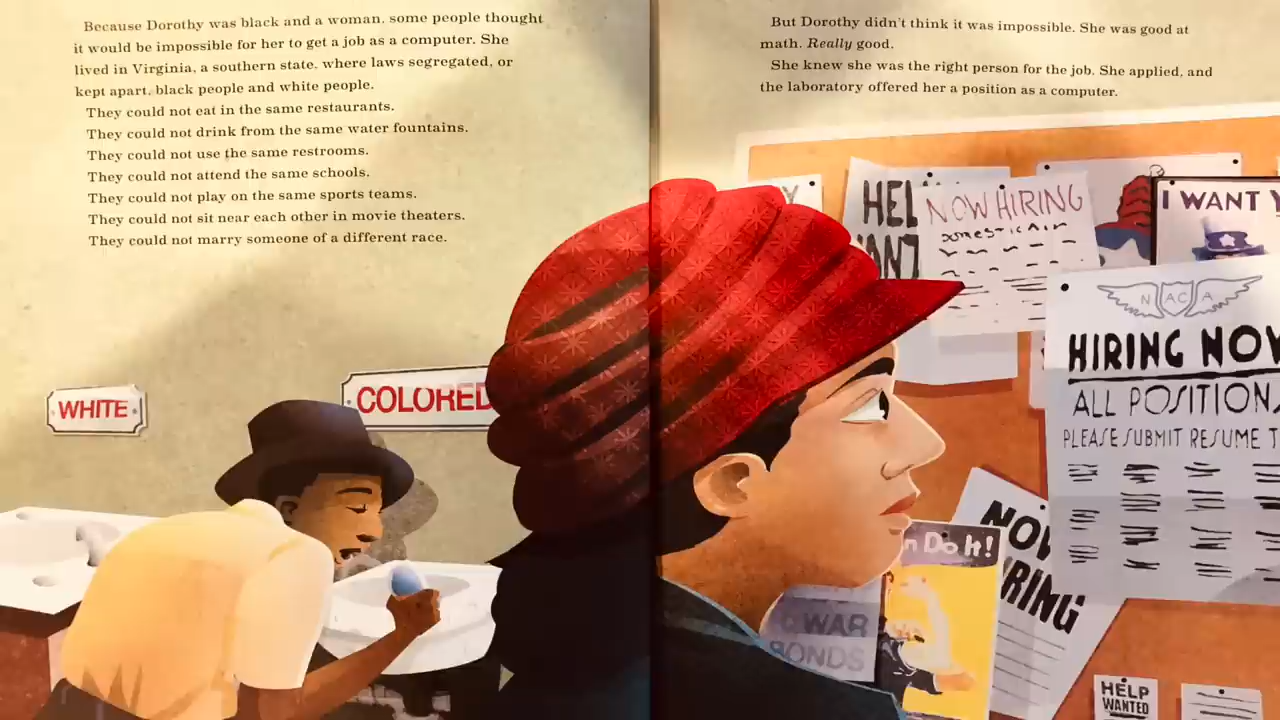 Because Dorothy was black and a woman, some people thought
it would be impossible for her to get a job as a computer. She
lived in Virginia, a southern state, where laws segregated, or
kept apart, black people and white people.
They could not eat in the same restaurants.
They could not drink from the same water fountains.
They could not use the same restrooms.
They could not attend the same schools.
They could not play on the same sports teams.
They could not sit near each other in movie theaters.
They could not marry someone of a different race.
WHITE
COLORED
But Dorothy didn't think it was impossible. She was good at
math. Really good.
She knew she was the right person for the job. She applied, and
the laboratory offered her a position as a computer.
HEL
NOW HIRING
I WANT Y
NACA
HIRING NOW
ALL POSITION
PLEASE SUBMIT RESUME T
n Do It!
NOW
RING
WAR
BONDS
HELP
WANTED